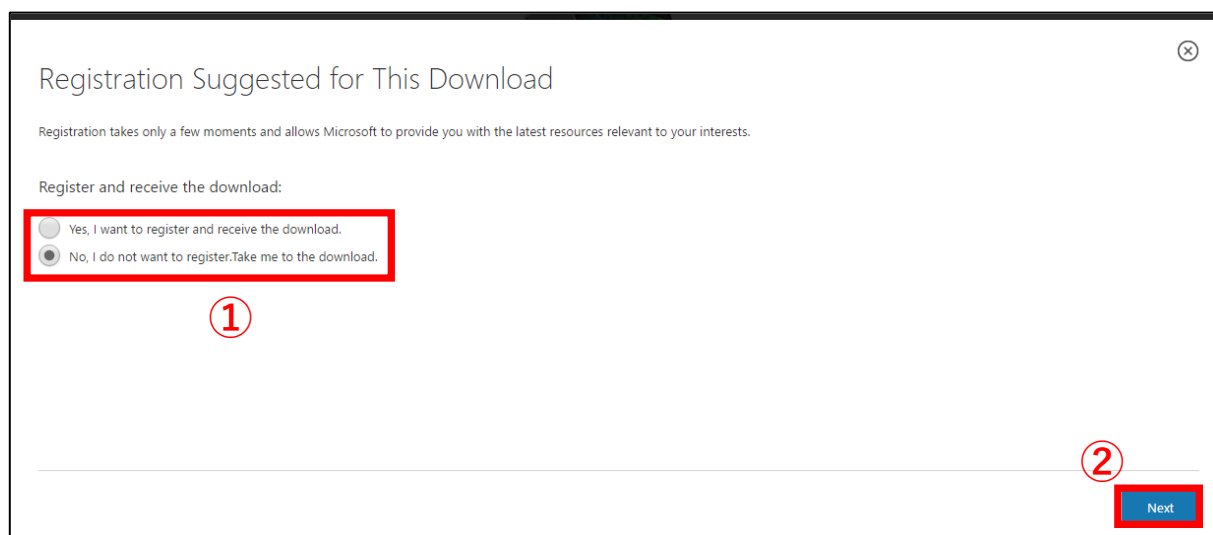 Registration Suggested for This Download
Registration takes only a few moments and allows Microsoft to provide you with the latest resources relevant to your interests.
Register and receive the download:
Yes, I want to register and receive the download.
No, I do not want to register.Take me to the download.
①
②
Next